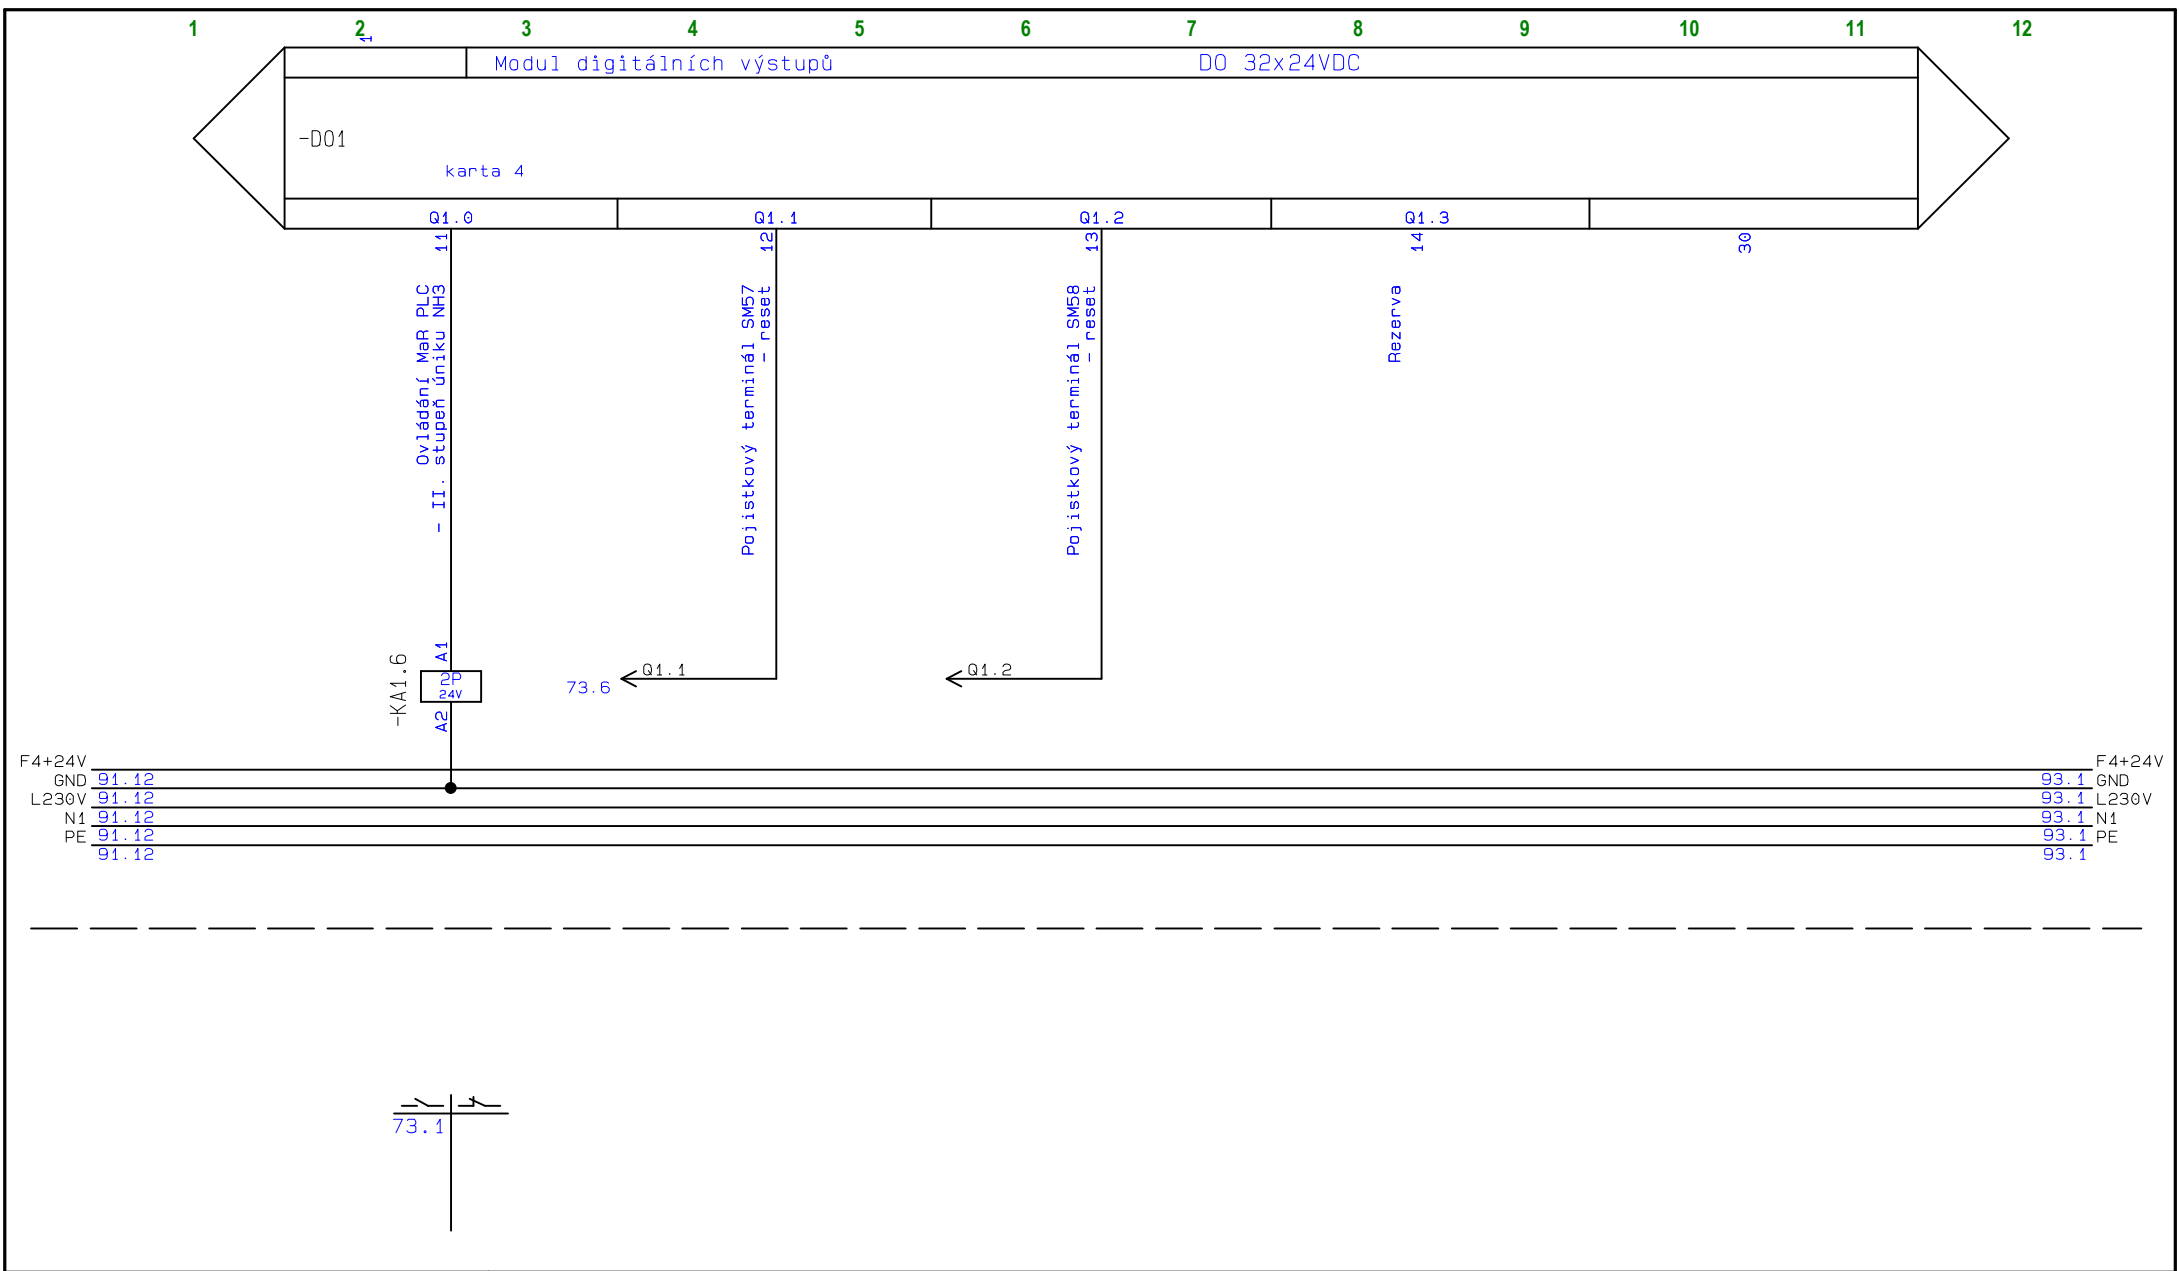 1 2 3 4 5 6 7 8 9 10 11 12
1
Modul digitálních výstupů DO 32x24VDC
-DO1
karta 4
Q1.0 Q1.1 Q1.2 Q1.3
11 12 13 14 30
Ovládání MaR PLC
- II. stupeň úniku NH3
Pojistkový terminál SM57
- reset
Pojistkový terminál SM58
- reset
Rezerva
-KA1.6
A1
2P
24V
A2
73.6
Q1.1
Q1.2
F4+24V F4+24V
GND 91.12 93.1 GND
L230V 91.12 93.1 L230V
N1 91.12 93.1 N1
PE 91.12 93.1 PE
91.12 93.1
73.1